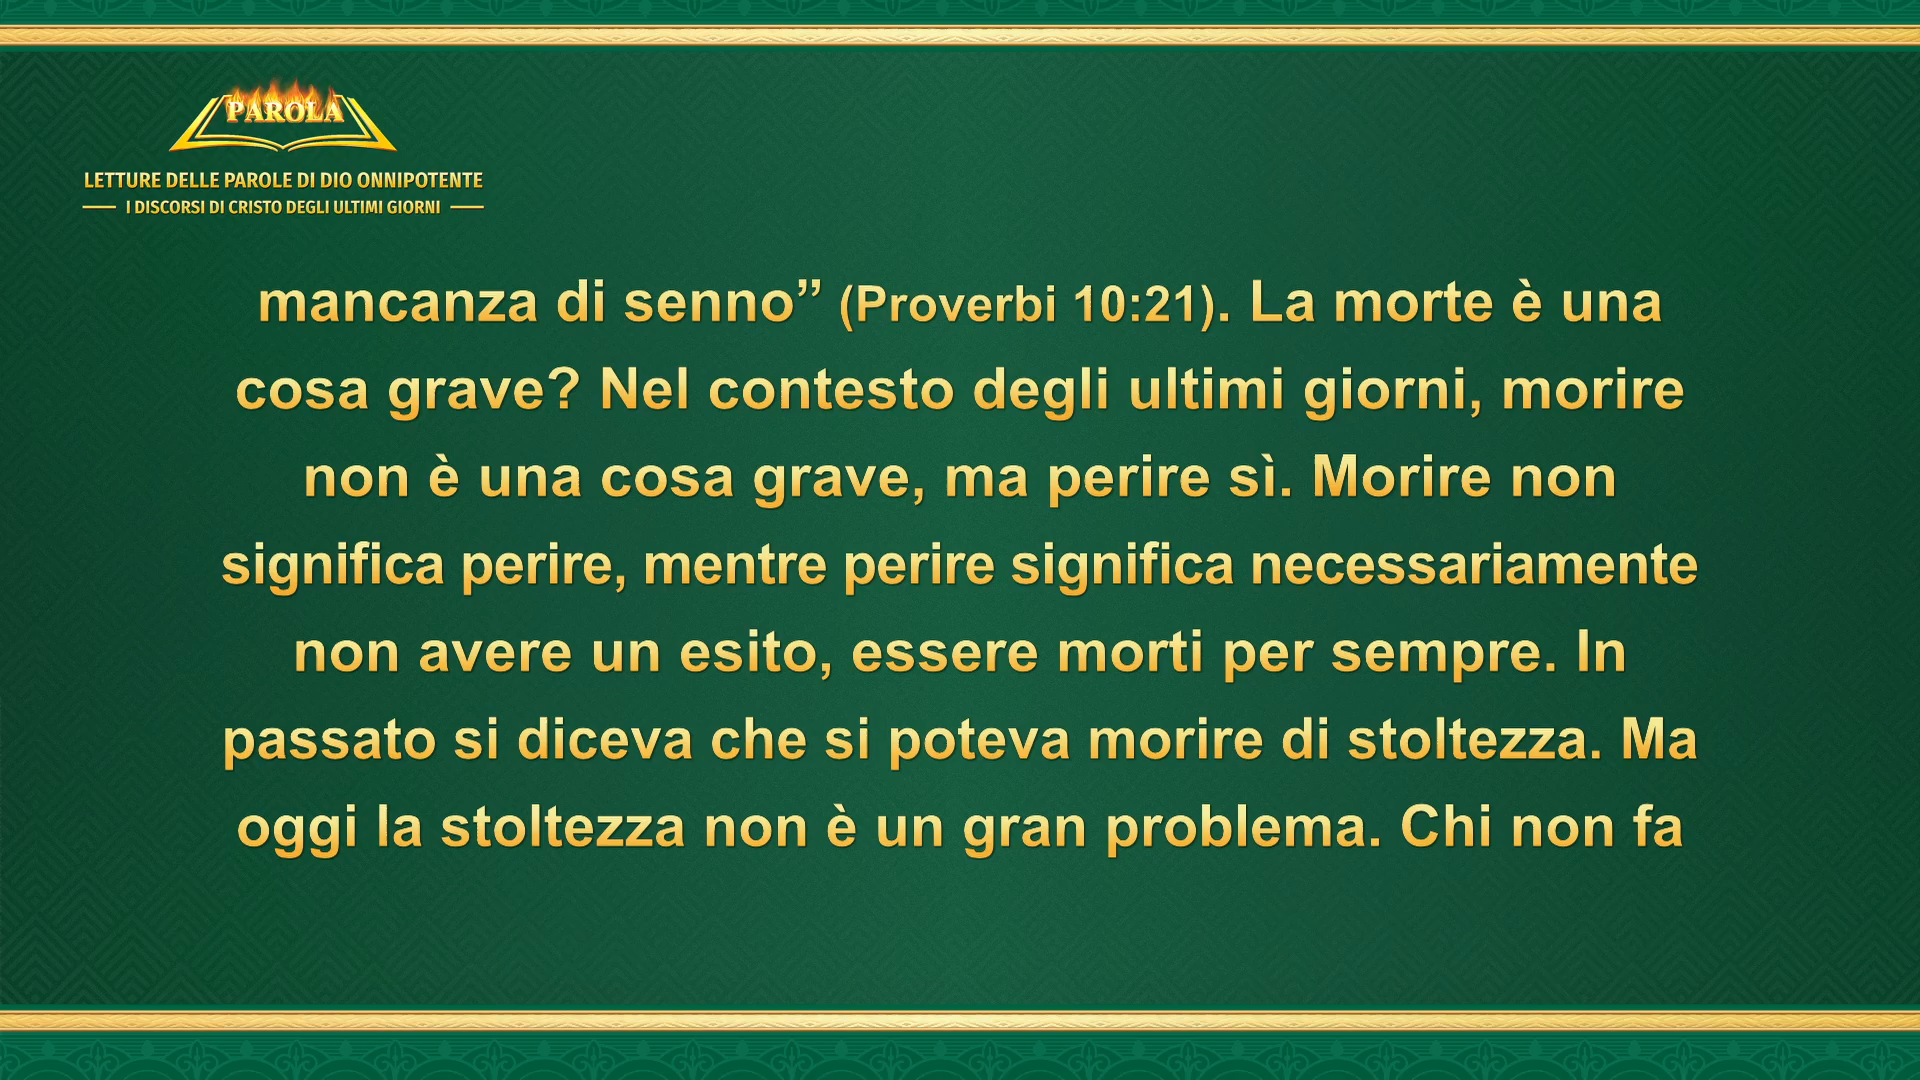 PAROLA
LETTURE DELLE PAROLE DI DIO ONNIPOTENTE
I DISCORSI DI CRISTO DEGLI ULTIMI GIORNI
mancanza di senno” (Proverbi 10:21). La morte è una
cosa grave? Nel contesto degli ultimi giorni, morire
non è una cosa grave, ma perire sì. Morire non
significa perire, mentre perire significa necessariamente
non avere un esito, essere morti per sempre. In
passato si diceva che si poteva morire di stoltezza. Ma
oggi la stoltezza non è un gran problema. Chi non fa